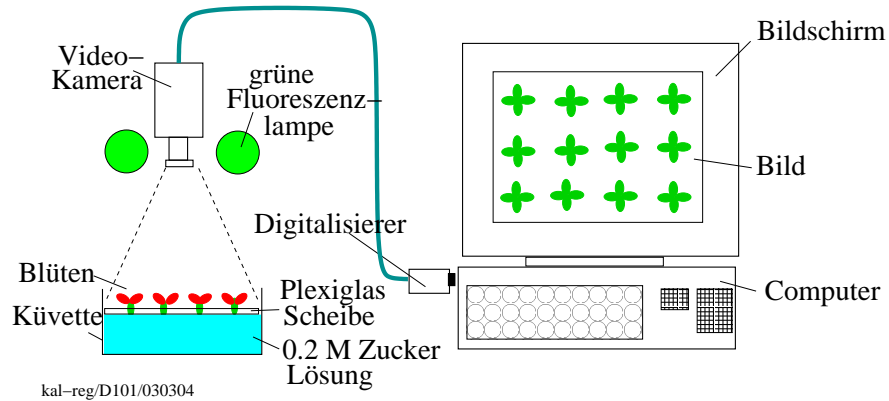 Video–
Kamera
grüne
Fluoreszenz–
lampe
Bildschirm
Bild
Digitalisierer
Blüten
Küvette
Plexiglas
Scheibe
0.2 M Zucker
Lösung
Computer
kal–reg/D101/030304